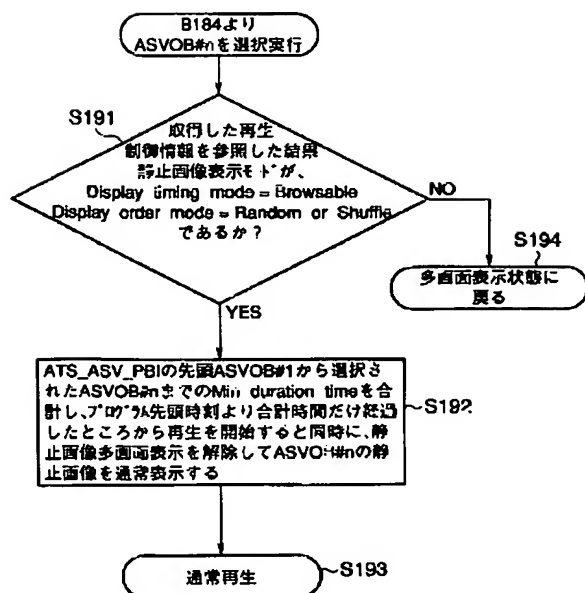 B184より
ASVOB#nを選択実行
S191
取得した再生
制御情報を参照した結果
静止画像表示モードが、
Display timing mode = Browsable
Display order mode = Random or Shuffle
であるか?
NO
S194
多画面表示状態に
戻る
YES
ATS_ASV_PBIの先頭ASVOB#1から選択さ
れたASVOB#nまでのMin duration timeを合
計し、プログラム先頭時刻より合計時間だけ経過
したところから再生を開始すると同時に、静
止画像多画面表示を解除してASVOB#nの静
止画像を通常表示する
S192
通常再生
S193